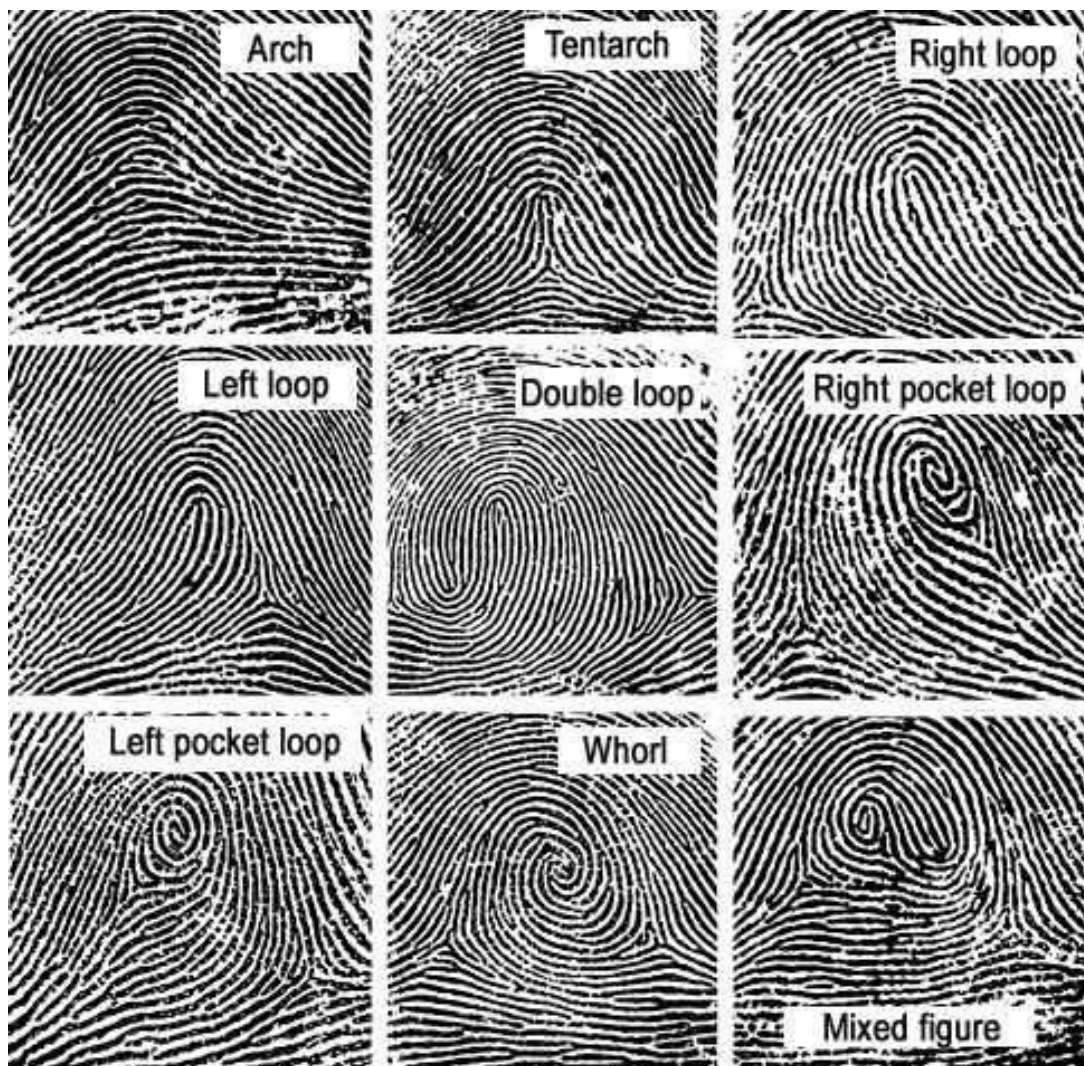 Arch
Tentarch
Right loop
Left loop
Double loop
Right pocket loop
Left pocket loop
Whorl
Mixed figure